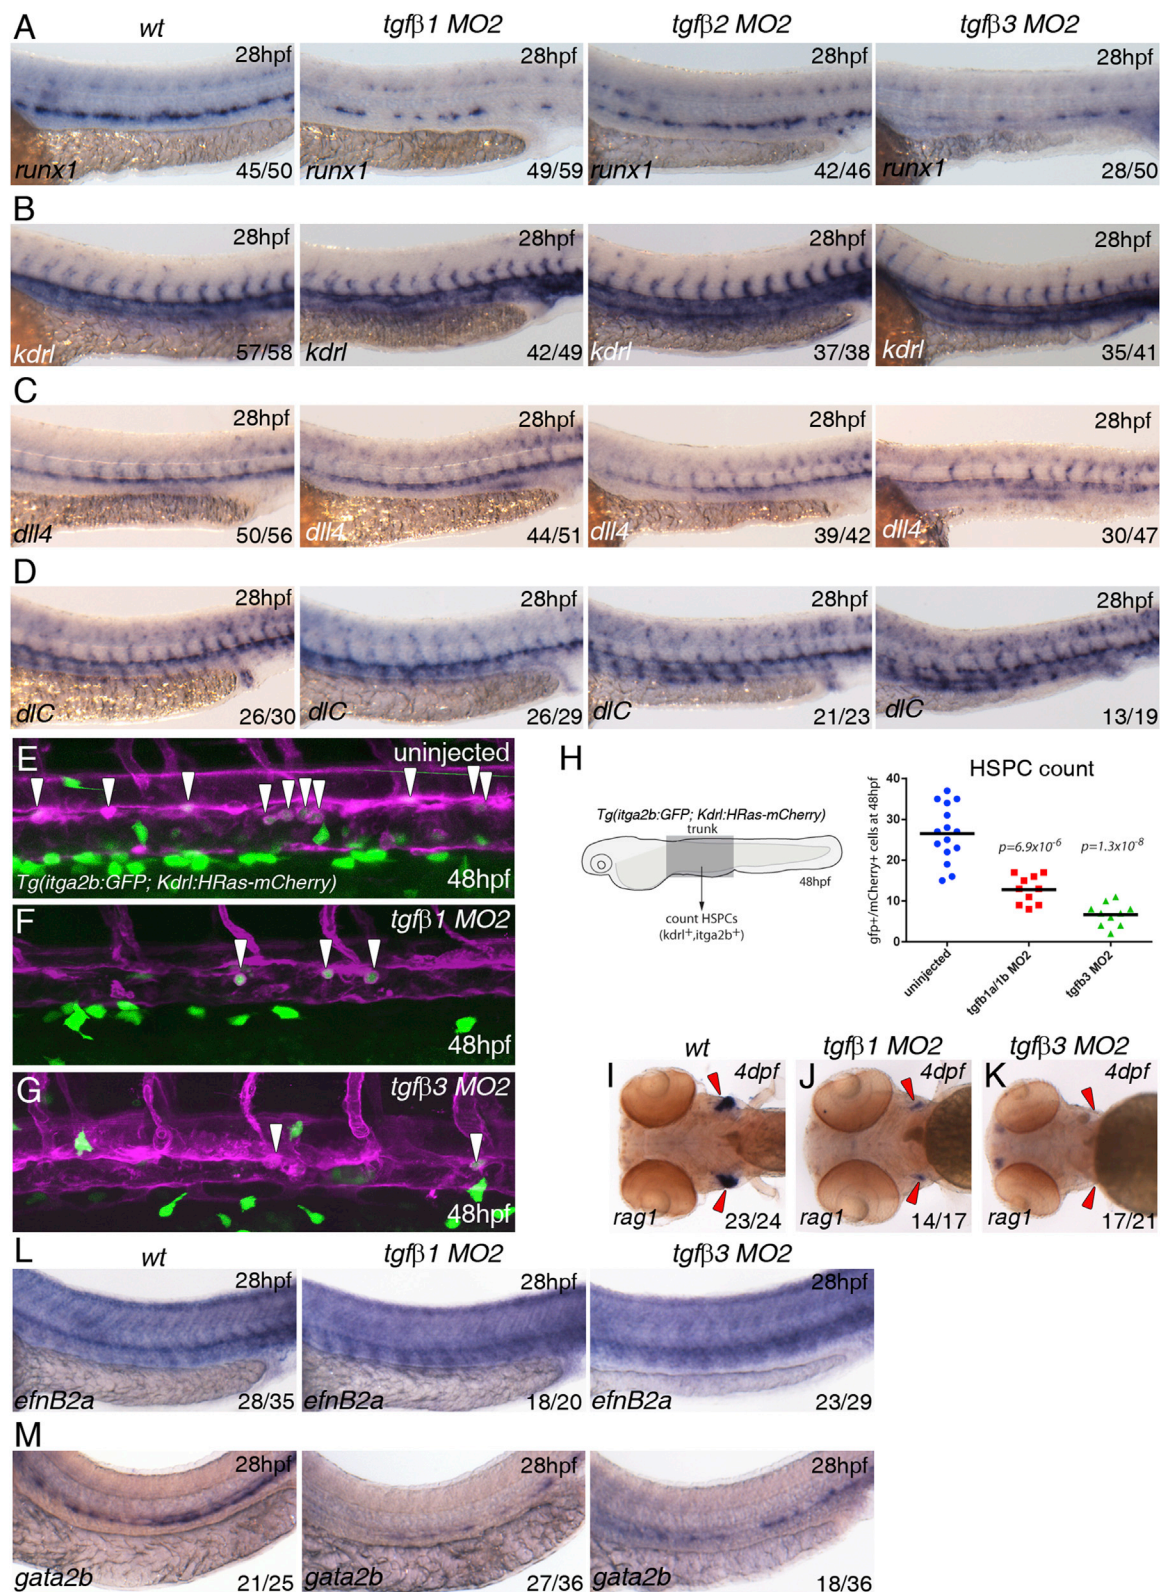 A
wt
tgfβ1 MO2
tgfβ2 MO2
tgfβ3 MO2
28hpf
runx1
45/50
28hpf
runx1
49/59
28hpf
runx1
42/46
28hpf
runx1
28/50
B
28hpf
kdrl
57/58
28hpf
kdrl
42/49
28hpf
kdrl
37/38
28hpf
kdrl
35/41
C
28hpf
dll4
50/56
28hpf
dll4
44/51
28hpf
dll4
39/42
28hpf
dll4
30/47
D
28hpf
dlC
26/30
28hpf
dlC
26/29
28hpf
dlC
21/23
28hpf
dlC
13/19
E
uninjected
Tg(itga2b:GFP; Kdrl:HRas-mCherry)
48hpf
F
tgfβ1 MO2
48hpf
G
tgfβ3 MO2
48hpf
H
Tg(itga2b:GFP; Kdrl:HRas-mCherry)
trunk
48hpf
count HSPCs
(kdrl+,itga2b+)
HSPC count
gfp+/mCherry+ cells at 48hpf
40
30
20
10
0
p=6.9x10-6
p=1.3x10-8
uninjected
tgfb1a/1b MO2
tgfb3 MO2
wt
tgfβ1 MO2
tgfβ3 MO2
I
4dpf
rag1
23/24
J
4dpf
rag1
14/17
K
4dpf
rag1
17/21
L
wt
tgfβ1 MO2
tgfβ3 MO2
28hpf
efnB2a
28/35
28hpf
efnB2a
18/20
28hpf
efnB2a
23/29
M
28hpf
gata2b
21/25
28hpf
gata2b
27/36
28hpf
gata2b
18/36